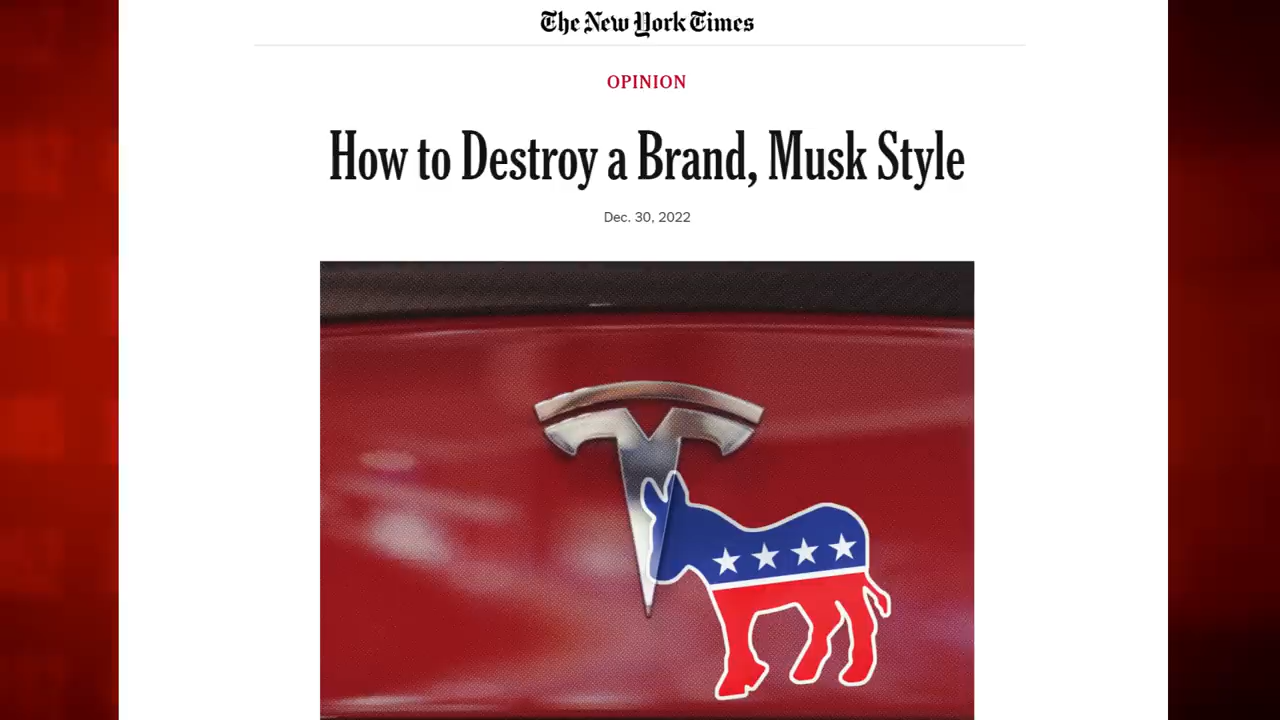 The New York Times
OPINION
How to Destroy a Brand, Musk Style
Dec. 30, 2022